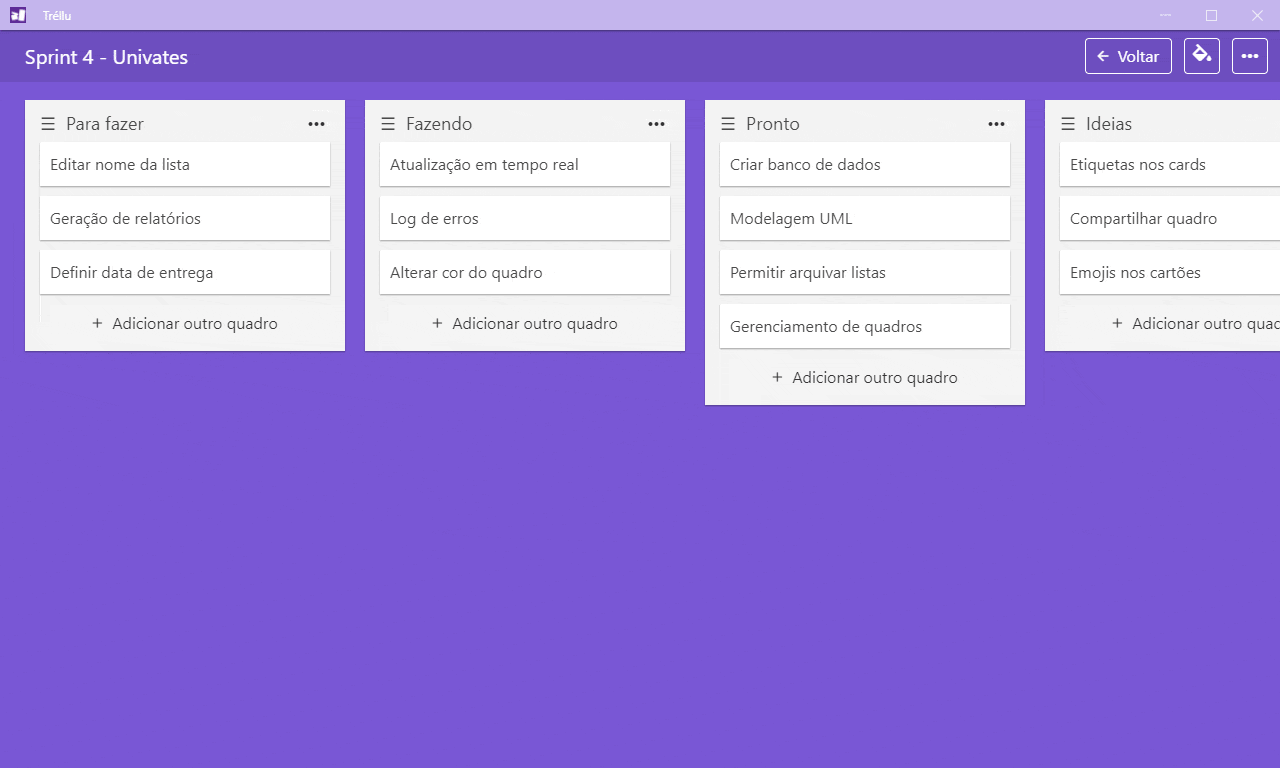 Tréllu
Sprint 4 - Univates
Voltar
Para fazer
Editar nome da lista
Geração de relatórios
Definir data de entrega
+ Adicionar outro quadro
Fazendo
Atualização em tempo real
Log de erros
Alterar cor do quadro
+ Adicionar outro quadro
Pronto
Criar banco de dados
Modelagem UML
Permitir arquivar listas
Gerenciamento de quadros
+ Adicionar outro quadro
Ideias
Etiquetas nos cards
Compartilhar quadro
Emojis nos cartões
+ Adicionar outro quad